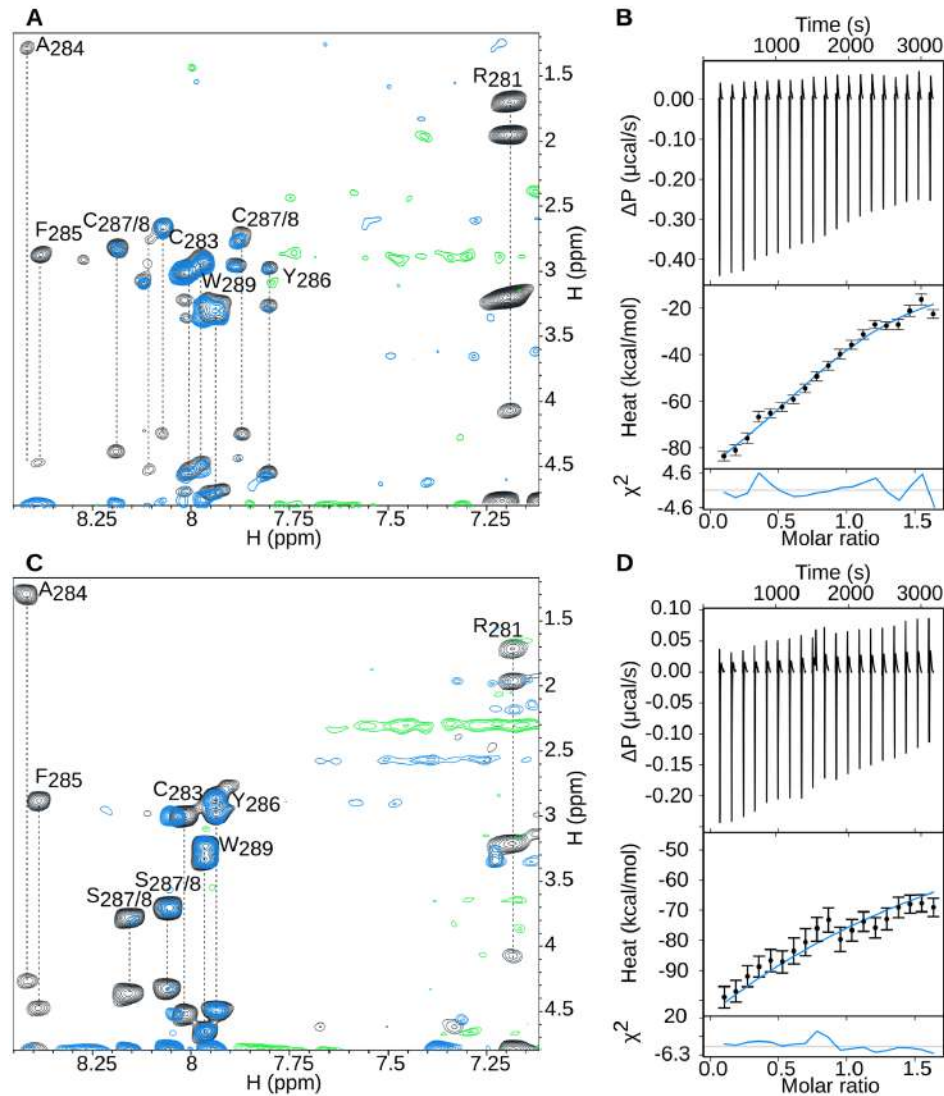 A
A284
R281
F285
C287/8
C283
C287/8
W289
Y286
1.5
2
2.5
3
3.5
4
4.5
H (ppm)
8.25
8
7.75
7.5
7.25
H (ppm)
B
Time (s)
1000
2000
3000
0.00
-0.10
-0.20
-0.30
-0.40
ΔP (µcal/s)
-20
-40
-60
-80
Heat (kcal/mol)
4.6
-4.6
χ2
0.0
0.5
1.0
1.5
Molar ratio
C
A284
R281
F285
C283
Y286
W289
S287/8
S287/8
1.5
2
2.5
3
3.5
4
4.5
H (ppm)
8.25
8
7.75
7.5
7.25
H (ppm)
D
Time (s)
1000
2000
3000
0.10
0.05
0.00
-0.05
-0.10
-0.15
-0.20
ΔP (µcal/s)
-50
-60
-70
-80
-90
Heat (kcal/mol)
20
-6.3
χ2
0.0
0.5
1.0
1.5
Molar ratio